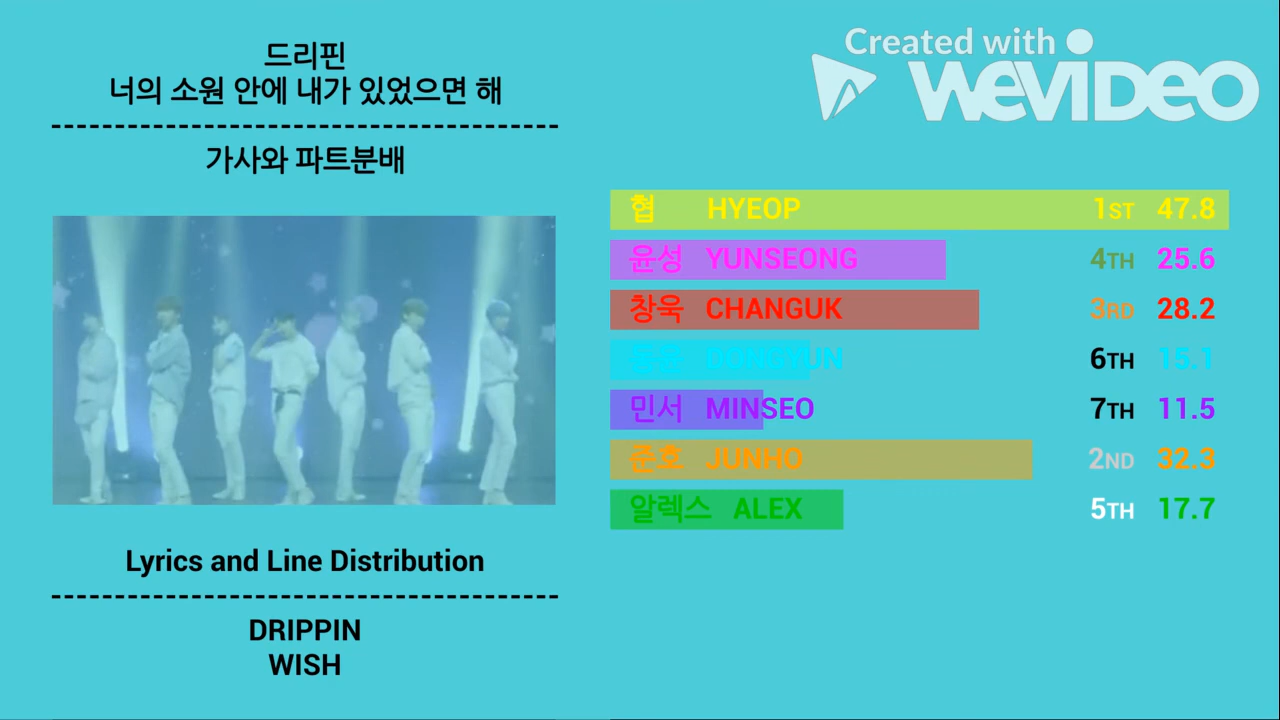 드리핀
너의 소원 안에 내가 있었으면 해
가사와 파트분배
Lyrics and Line Distribution
DRIPPIN
WISH
Created with
WEVIDEO
협 HYEOP 1ST 47.8
윤성 YUNSEONG 4TH 25.6
창욱 CHANGUK 3RD 28.2
동윤 DONGYUN 6TH 15.1
민서 MINSEO 7TH 11.5
준호 JUNHO 2ND 32.3
알렉스 ALEX 5TH 17.7